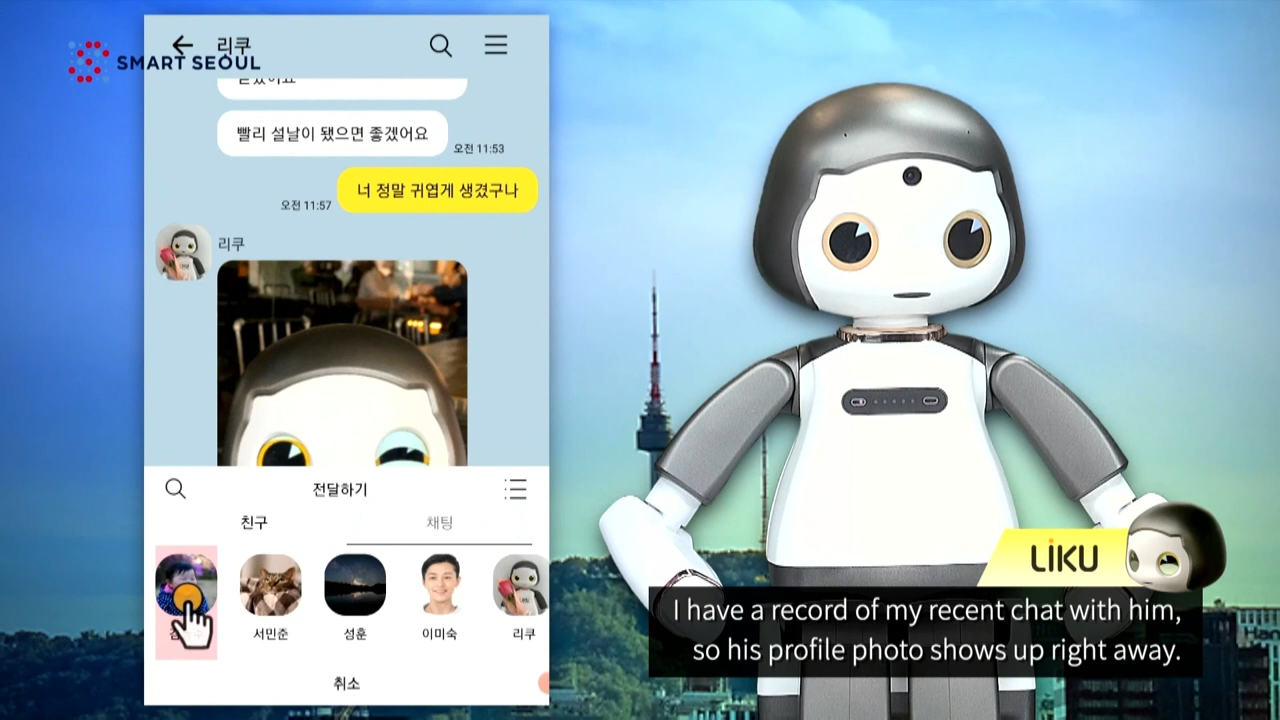 리쿠
SMART SEOUL
빨리 설날이 됐으면 좋겠어요
오전 11:53
너 정말 귀엽게 생겼구나
오전 11:57
리쿠
전달하기
친구
채팅
서민준
성훈
이미숙
리쿠
취소
LIKU
I have a record of my recent chat with him,
so his profile photo shows up right away.